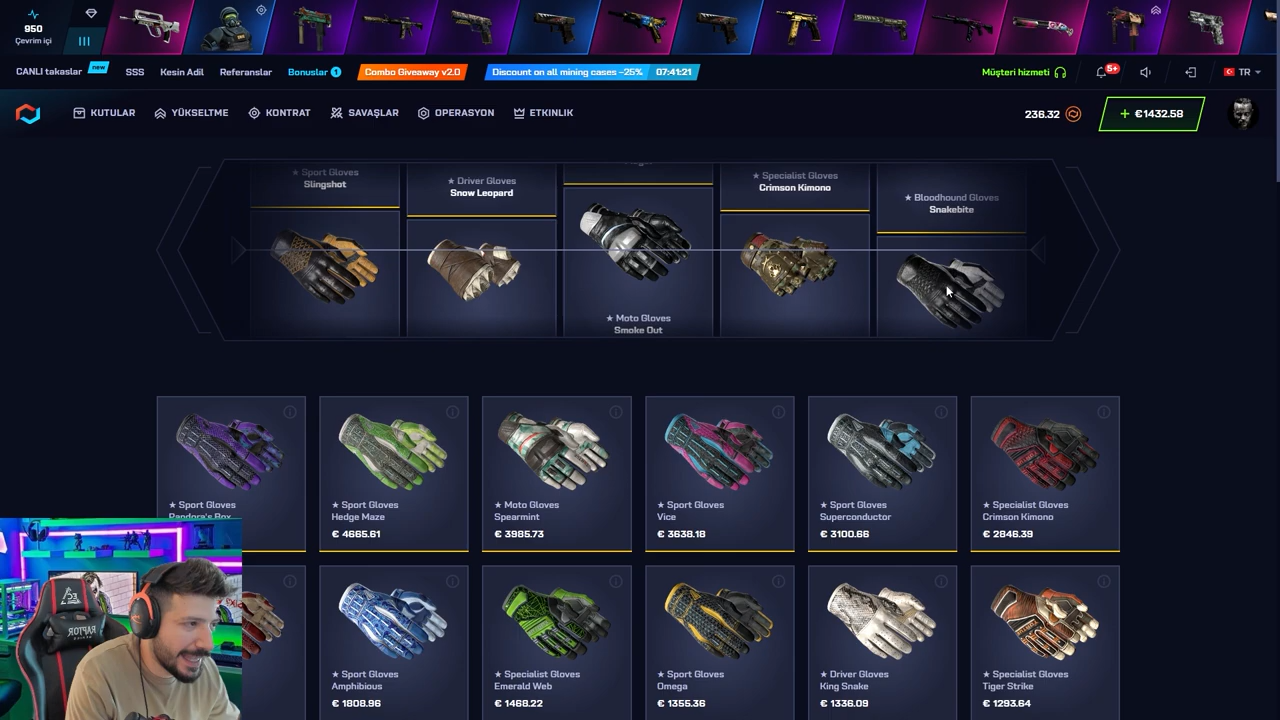 950
Çevrim içi
CANLI takaslar
new
SSS
Kesin Adil
Referanslar
Bonuslar 1
Combo Giveaway v2.0
Discount on all mining cases −25% 07:41:21
Müşteri hizmeti
5+
TR
KUTULAR
YÜKSELTME
KONTRAT
SAVAŞLAR
OPERASYON
ETKINLIK
236.32
+ €1432.58
★ Sport Gloves
Slingshot
★ Driver Gloves
Snow Leopard
★ Specialist Gloves
Crimson Kimono
★ Bloodhound Gloves
Snakebite
★ Moto Gloves
Smoke Out
★ Sport Gloves
Pandora's Box
★ Sport Gloves
Hedge Maze
€ 4665.61
★ Moto Gloves
Spearmint
€ 3985.73
★ Sport Gloves
Vice
€ 3638.18
★ Sport Gloves
Superconductor
€ 3100.66
★ Specialist Gloves
Crimson Kimono
€ 2846.39
★ Sport Gloves
Amphibious
€ 1808.96
★ Specialist Gloves
Emerald Web
€ 1468.22
★ Sport Gloves
Omega
€ 1355.36
★ Driver Gloves
King Snake
€ 1336.09
★ Specialist Gloves
Tiger Strike
€ 1293.64
RAPTOR